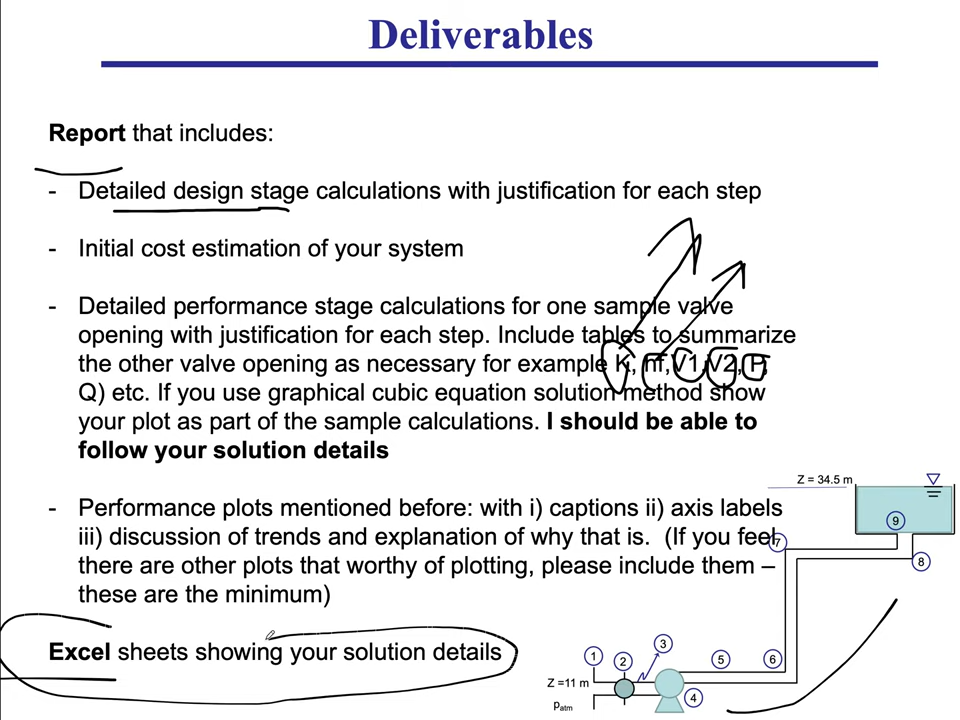 Deliverables
Report that includes:
- Detailed design stage calculations with justification for each step
- Initial cost estimation of your system
- Detailed performance stage calculations for one sample valve
opening with justification for each step. Include tables to summarize
the other valve opening as necessary for example K, hf,V1,V2, P,
Q) etc. If you use graphical cubic equation solution method show
your plot as part of the sample calculations. I should be able to
follow your solution details
- Performance plots mentioned before: with i) captions ii) axis labels
iii) discussion of trends and explanation of why that is. (If you feel
there are other plots that worthy of plotting, please include them –
these are the minimum)
Excel sheets showing your solution details
Z = 34.5 m
9
7
8
3
1
2
5
6
Z =11 m
4
patm